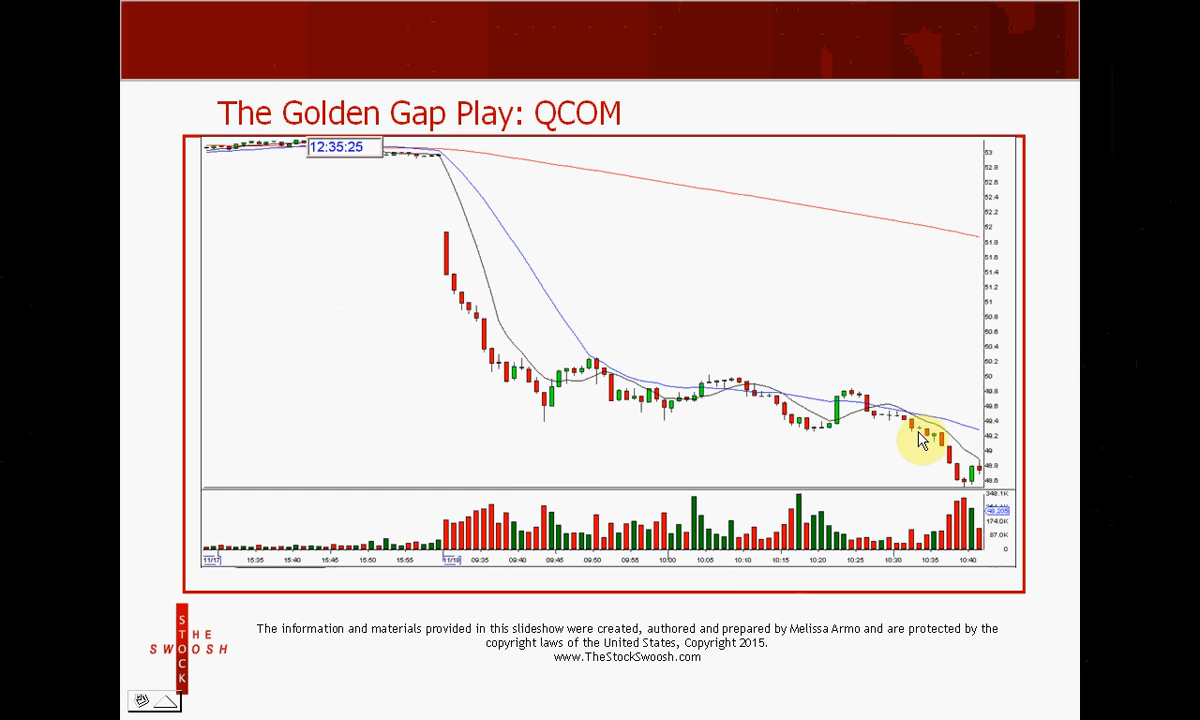 The Golden Gap Play: QCOM
12:35:25
53
52.8
52.6
52.4
52.2
52
51.8
51.6
51.4
51.2
51
50.8
50.6
50.4
50.2
50
49.8
49.6
49.4
49.2
49
48.8
48.6
348.1K
48.205
174.0K
87.0K
0
11/17 15:35 15:40 15:45 15:50 15:55 11/18 09:35 09:40 09:45 09:50 09:55 10:00 10:05 10:10 10:15 10:20 10:25 10:30 10:35 10:40
The information and materials provided in this slideshow were created, authored and prepared by Melissa Armo and are protected by the
copyright laws of the United States, Copyright 2015.
www.TheStockSwoosh.com
THE
STOCK
SWOOSH